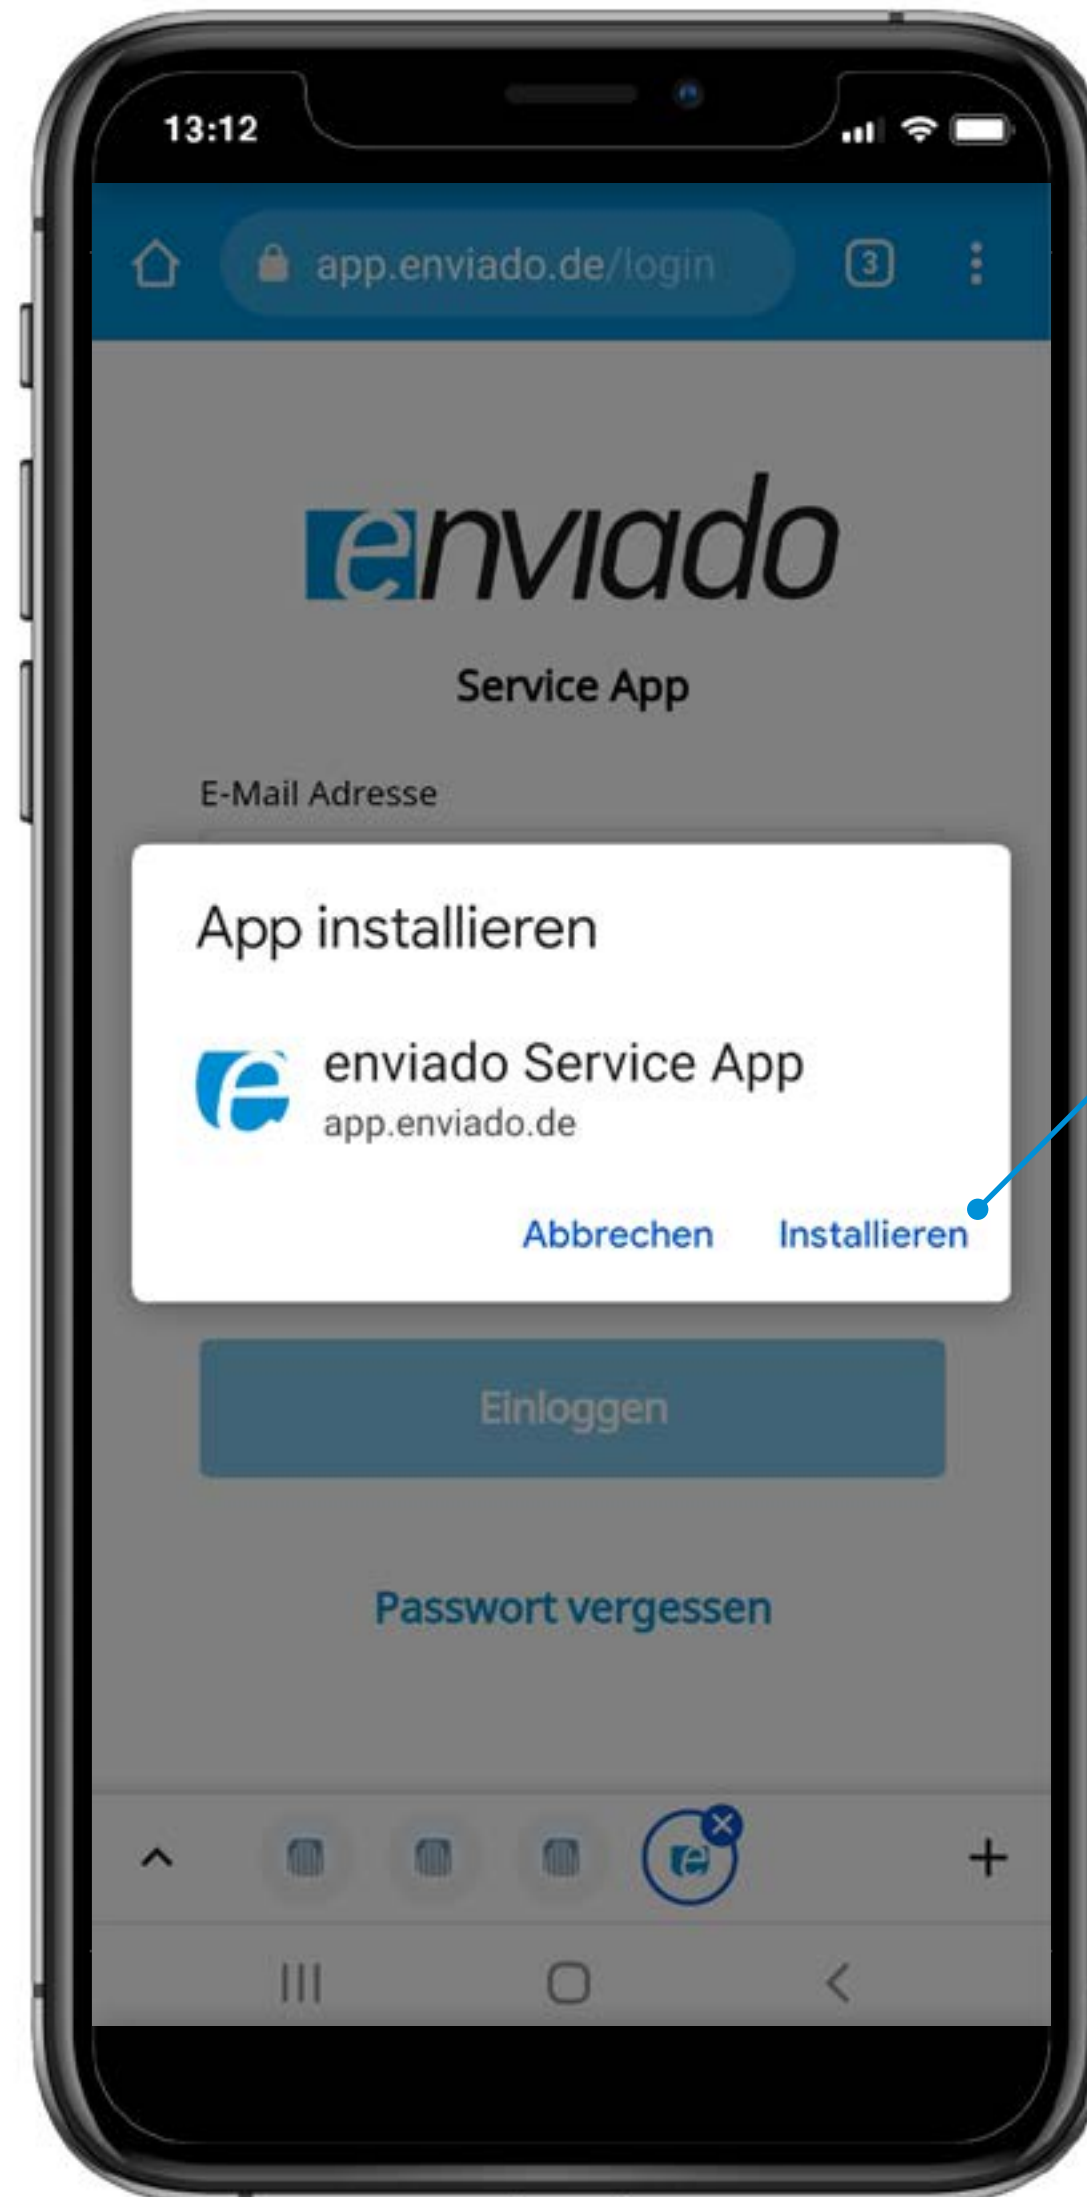 13:12
app.enviado.de/login
3
enviado
Service App
E-Mail Adresse
App installieren
enviado Service App
app.enviado.de
Abbrechen Installieren
Einloggen
Passwort vergessen